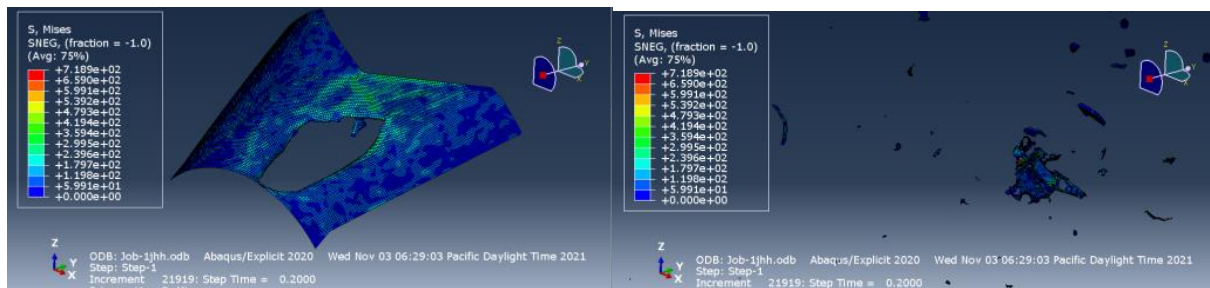 S, Mises
SNEG, (fraction = -1.0)
(Avg: 75%)
+7.189e+02
+6.590e+02
+5.991e+02
+5.392e+02
+4.793e+02
+4.194e+02
+3.594e+02
+2.995e+02
+2.396e+02
+1.797e+02
+1.198e+02
+5.991e+01
+0.000e+00
Z
Y
X
Z
Y
X
ODB: Job-1jhh.odb Abaqus/Explicit 2020 Wed Nov 03 06:29:03 Pacific Daylight Time 2021
Step: Step-1
Increment 21919: Step Time = 0.2000
S, Mises
SNEG, (fraction = -1.0)
(Avg: 75%)
+7.189e+02
+6.590e+02
+5.991e+02
+5.392e+02
+4.793e+02
+4.194e+02
+3.594e+02
+2.995e+02
+2.396e+02
+1.797e+02
+1.198e+02
+5.991e+01
+0.000e+00
Z
Y
X
Z
Y
X
ODB: Job-1jhh.odb Abaqus/Explicit 2020 Wed Nov 03 06:29:03 Pacific Daylight Time 2021
Step: Step-1
Increment 21919: Step Time = 0.2000